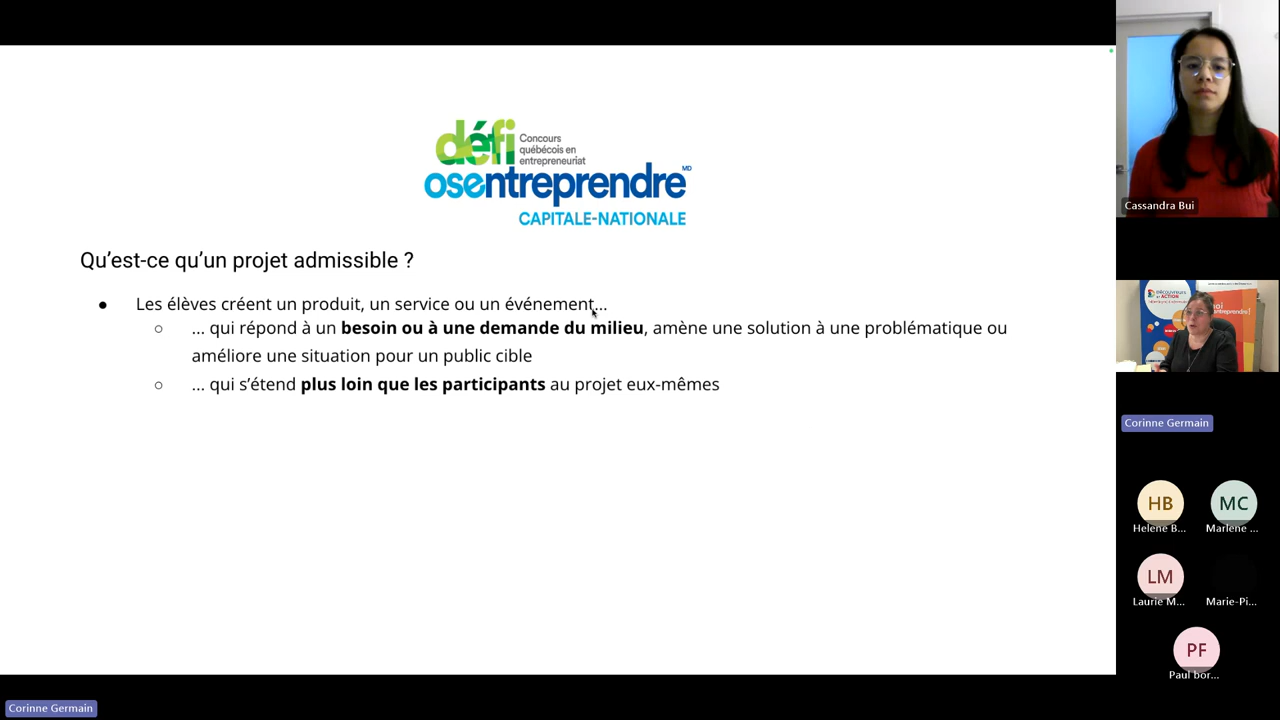 défi
Concours
québécois en
entrepreneuriat
osentreprendre MD
CAPITALE-NATIONALE
Qu'est-ce qu'un projet admissible ?
● Les élèves créent un produit, un service ou un événement...
○ ... qui répond à un besoin ou à une demande du milieu, amène une solution à une problématique ou
améliore une situation pour un public cible
○ ... qui s'étend plus loin que les participants au projet eux-mêmes
Cassandra Bui
Corinne Germain
HB
MC
Helene B...
Marlene ...
LM
Laurie M...
Marie-Pi...
PF
Paul bor...
Corinne Germain